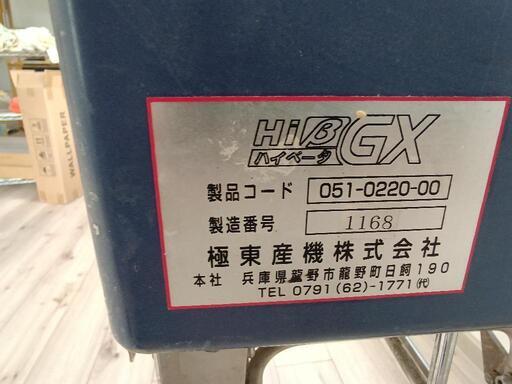 Hiβ GX
ハイベータ
製品コード 051-0220-00
製造番号 1168
極東産機株式会社
本社 兵庫県龍野市龍野町日飼190
TEL 0791(62)-1771(代)
WALLPAPER